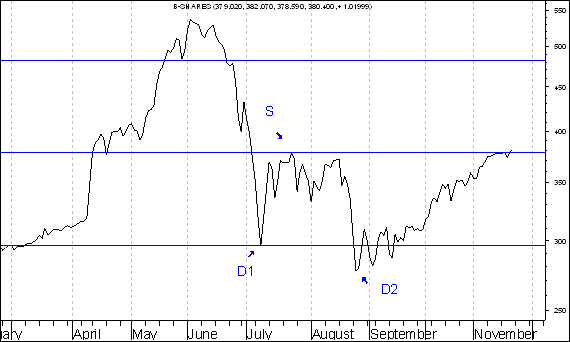 B-SHARES (379.020, 382.070, 378.590, 380.400,+ 1.01999)
550
500
S
450
400
350
300
D1
D2
250
ary April May June July August September November